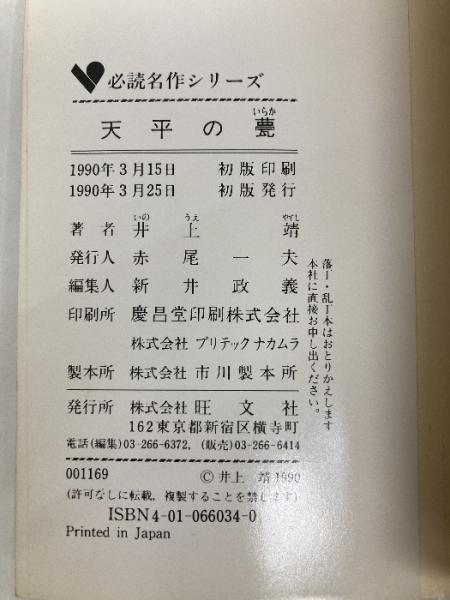 必読名作シリーズ
いらか
天平の甍
1990年3月15日 初版印刷
1990年3月25日 初版発行
いの うえ やすし
著者 井上靖
発行人 赤尾一夫
編集人 新井政義
印刷所 慶昌堂印刷株式会社
株式会社 プリテックナカムラ
製本所 株式会社 市川製本所
発行所 株式会社 旺文社
162東京都新宿区横寺町
電話(編集)03-266-6372, (販売)03-266-6414
001169 ©井上 靖 1990
(許可なしに転載, 複製することを禁じます)
ISBN4-01-066034-0
Printed in Japan
落丁・乱丁本はおとりかえします
本社に直接お申し出ください。